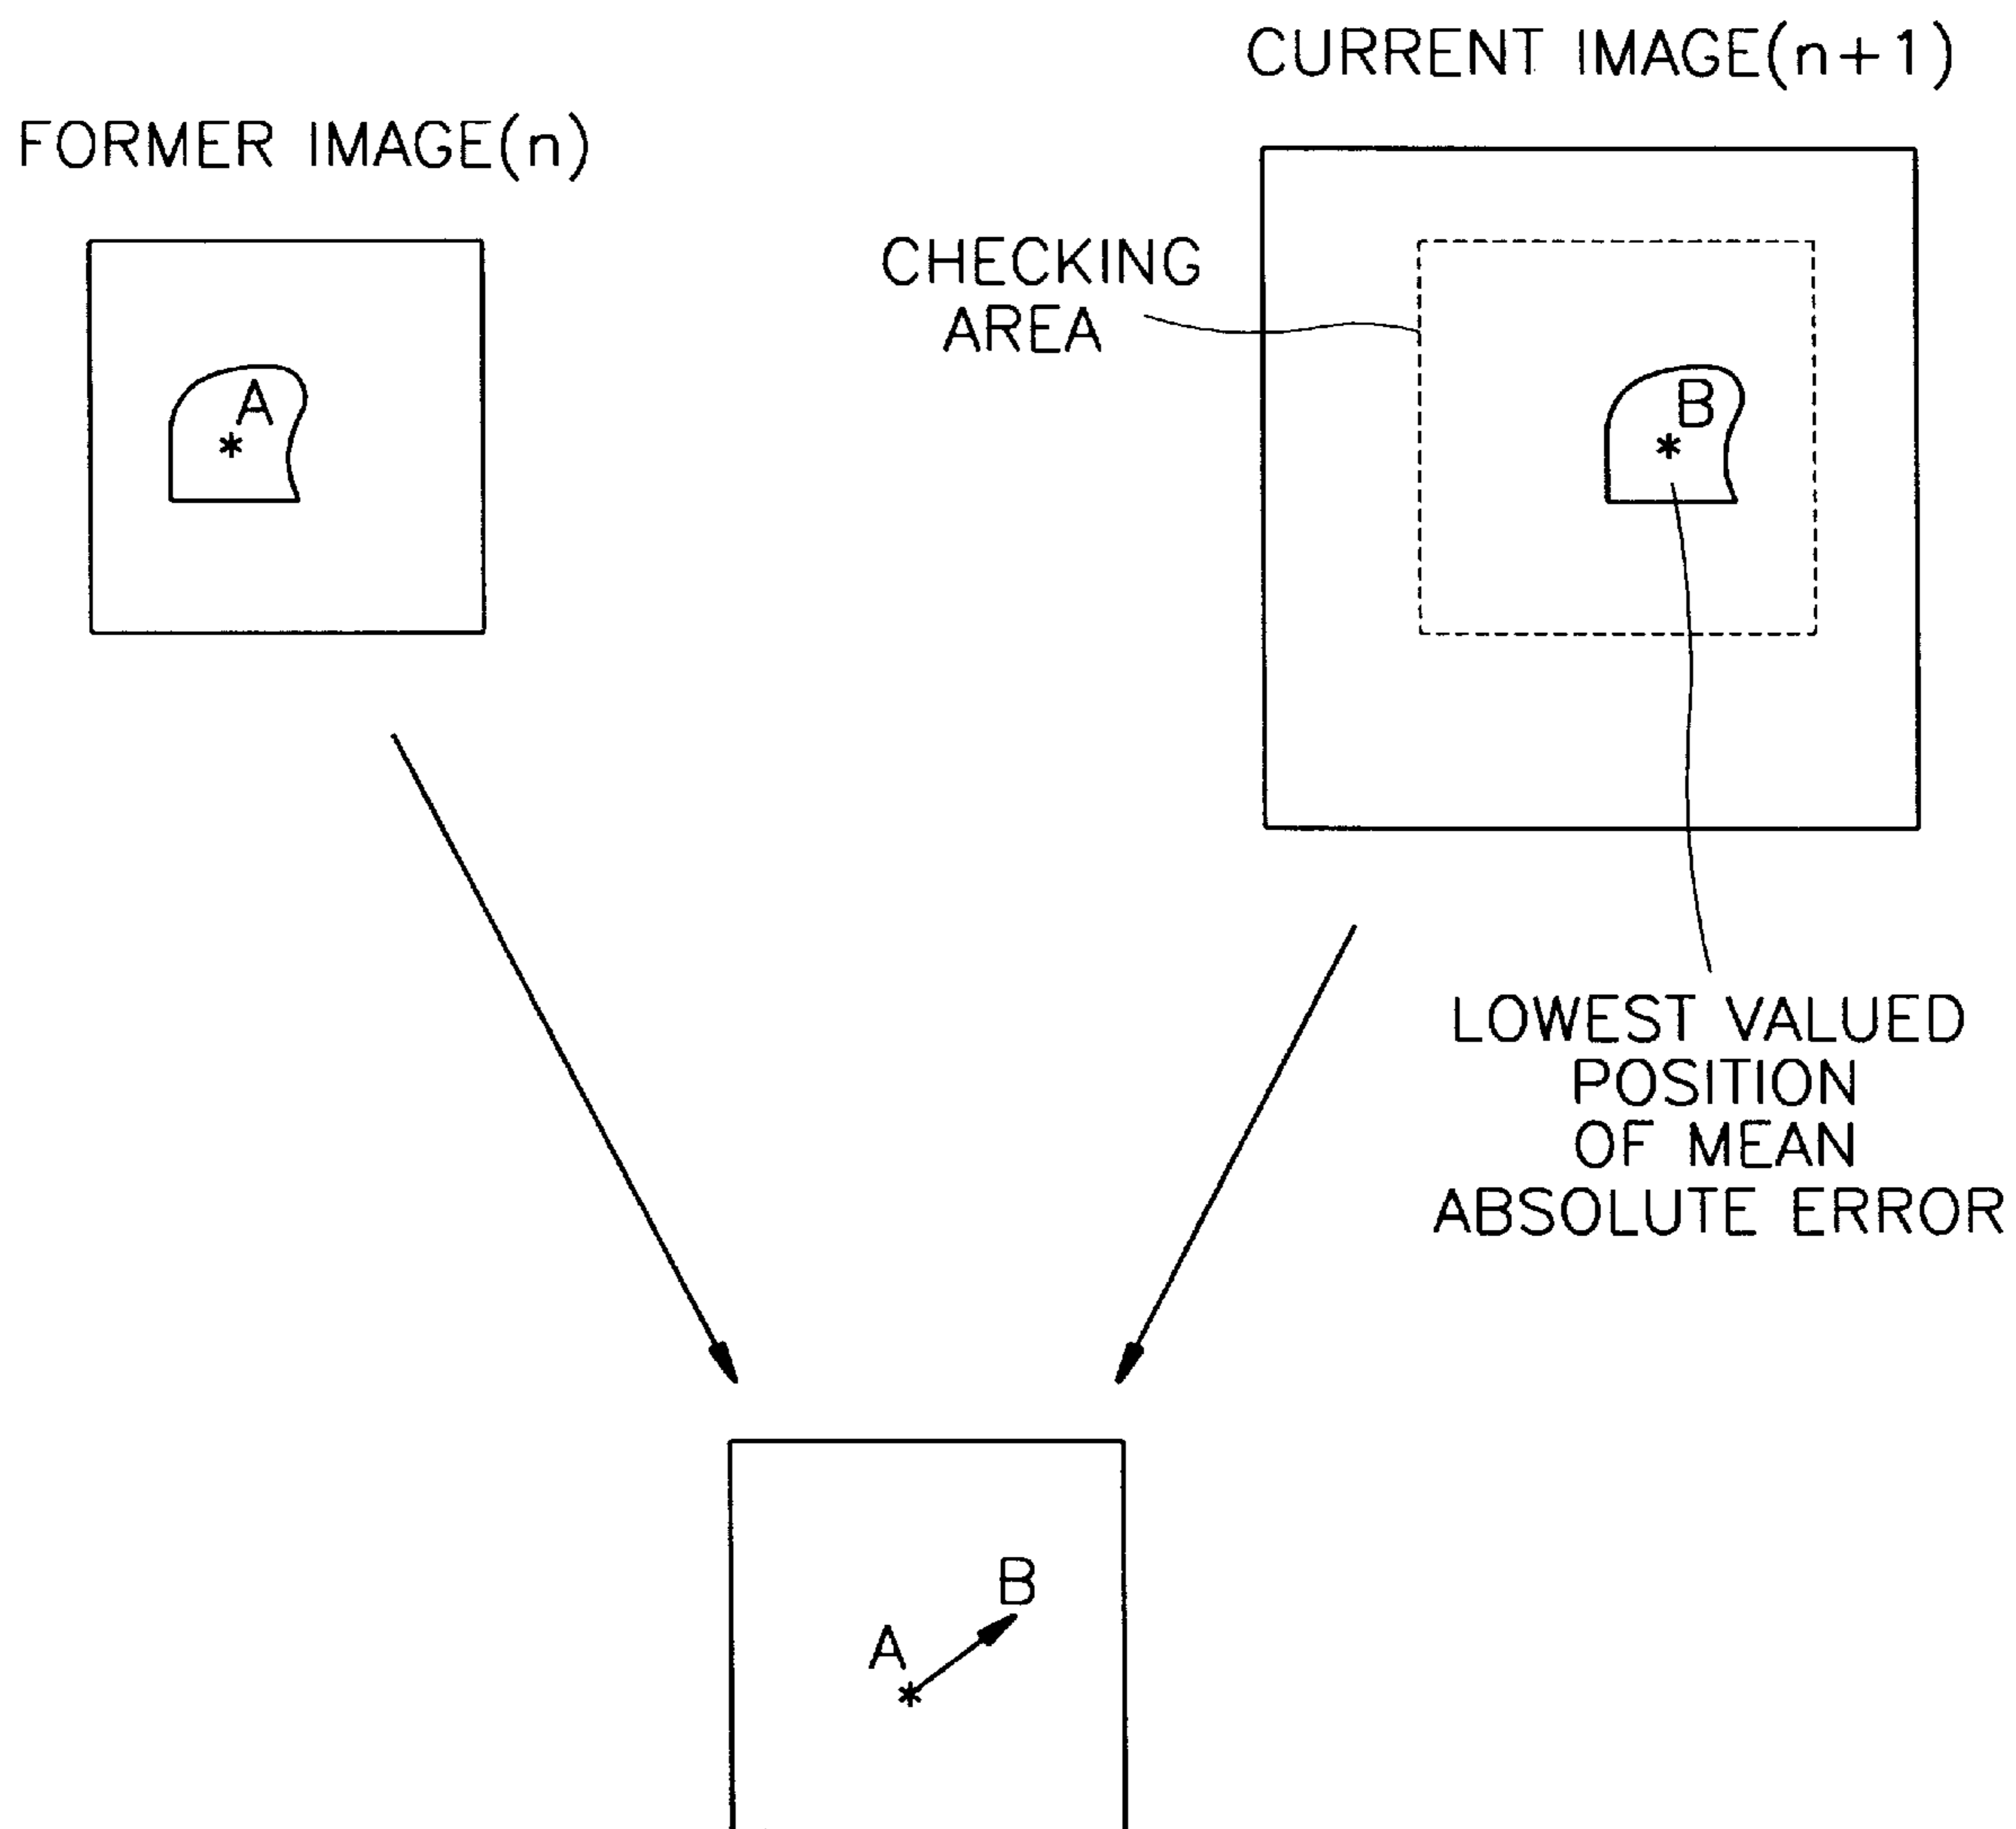 CURRENT IMAGE(n+1)
FORMER IMAGE(n)
CHECKING
AREA
A
*
B
*
LOWEST VALUED
POSITION
OF MEAN
ABSOLUTE ERROR
B
A
*